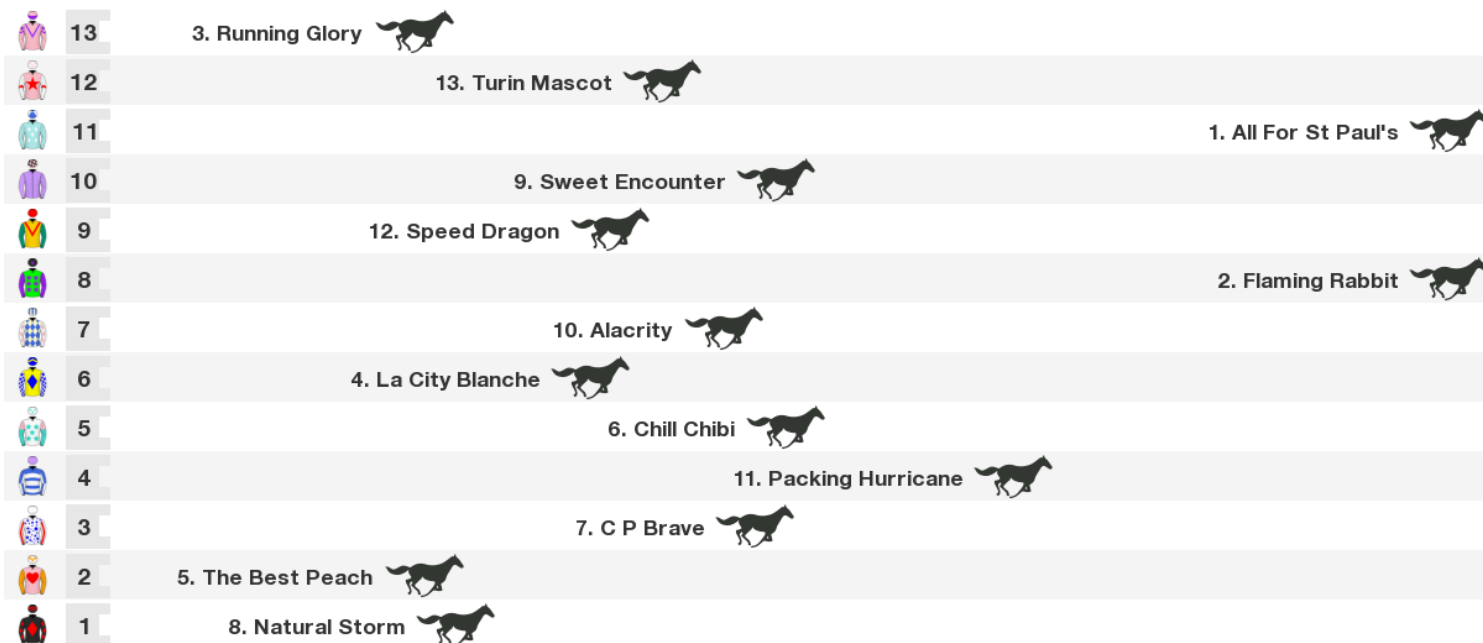 13 3. Running Glory
12 13. Turin Mascot
11 1. All For St Paul's
10 9. Sweet Encounter
9 12. Speed Dragon
8 2. Flaming Rabbit
7 10. Alacrity
6 4. La City Blanche
5 6. Chill Chibi
4 11. Packing Hurricane
3 7. C P Brave
2 5. The Best Peach
1 8. Natural Storm